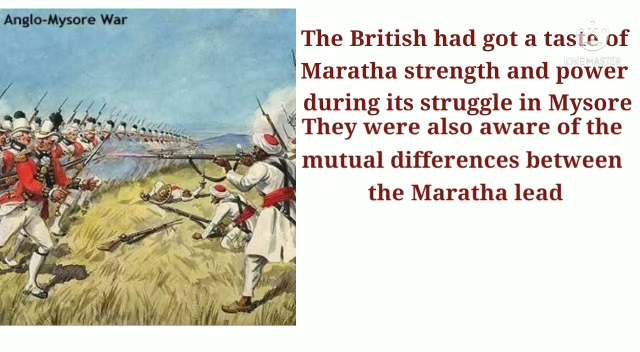 Anglo-Mysore War
The British had got a taste of
Maratha strength and power
during its struggle in Mysore
They were also aware of the
mutual differences between
the Maratha lead
KINEMASTER